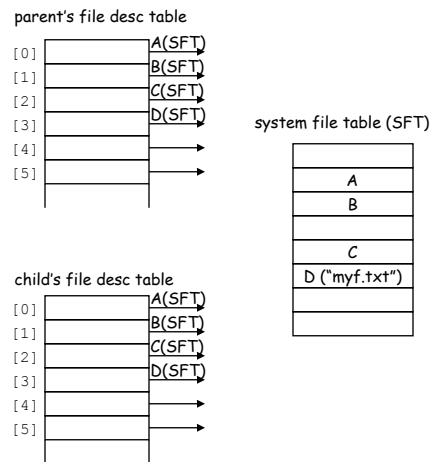 parent's file desc table
[0] A(SFT)
[1] B(SFT)
[2] C(SFT)
[3] D(SFT)
[4]
[5]
system file table (SFT)
A
B
C
D ("myf.txt")
child's file desc table
[0] A(SFT)
[1] B(SFT)
[2] C(SFT)
[3] D(SFT)
[4]
[5]